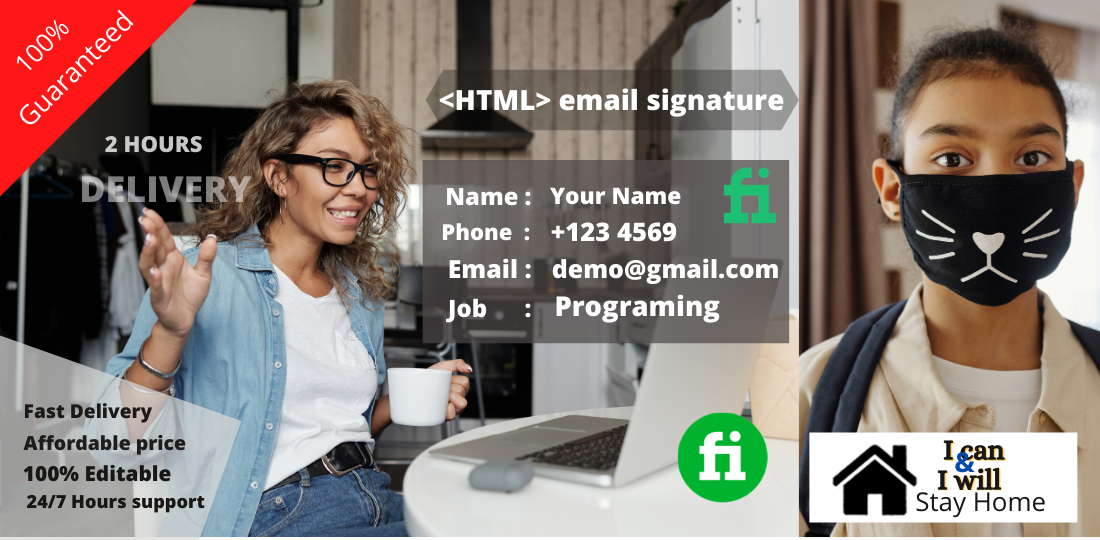 100%
Guaranteed
2 HOURS
DELIVERY
<HTML> email signature
fi
Name : Your Name
Phone : +123 4569
Email : demo@gmail.com
Job : Programing
Fast Delivery
Affordable price
100% Editable
24/7 Hours support
fi
I can
&
I will
Stay Home